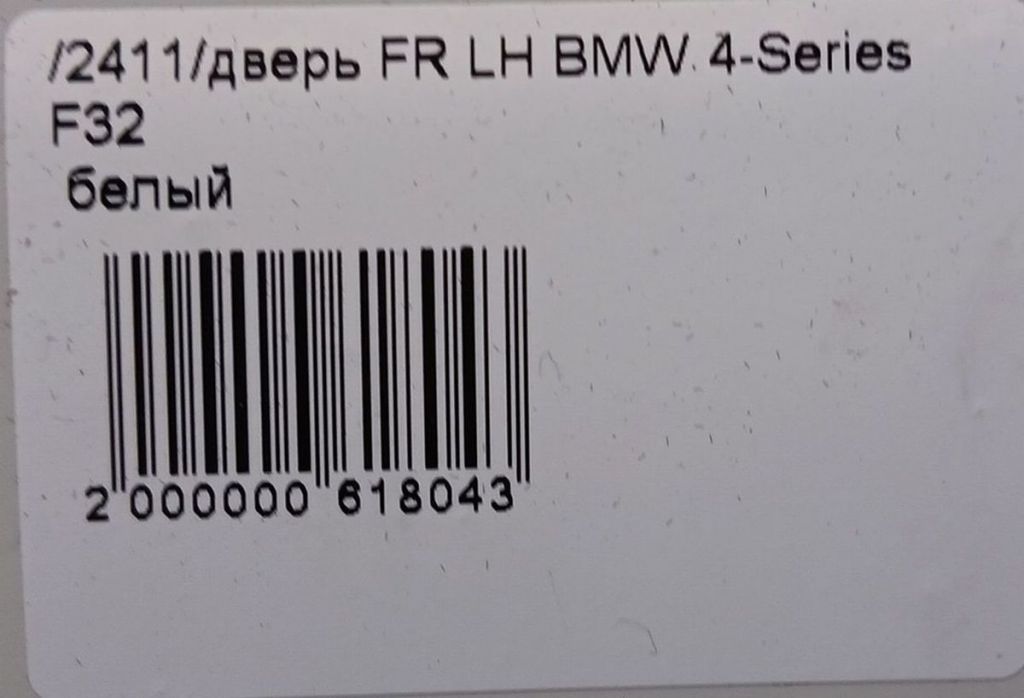 /2411/дверь FR LH BMW 4-Series
F32
белый
2 000000 618043